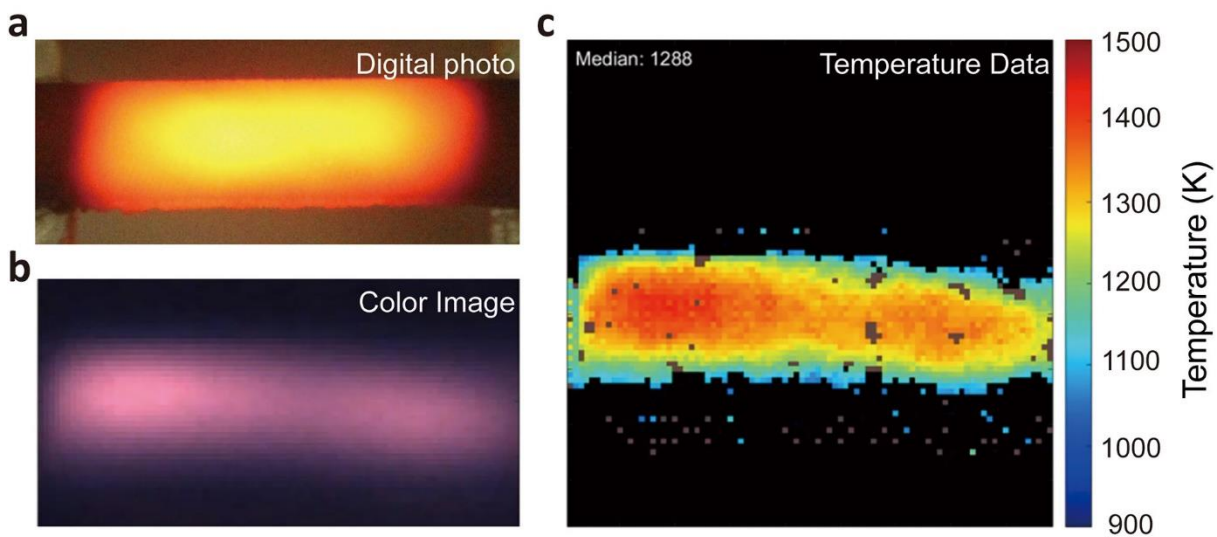 a
Digital photo
b
Color Image
c
Median: 1288
Temperature Data
1500
1400
1300
1200
1100
1000
900
Temperature (K)